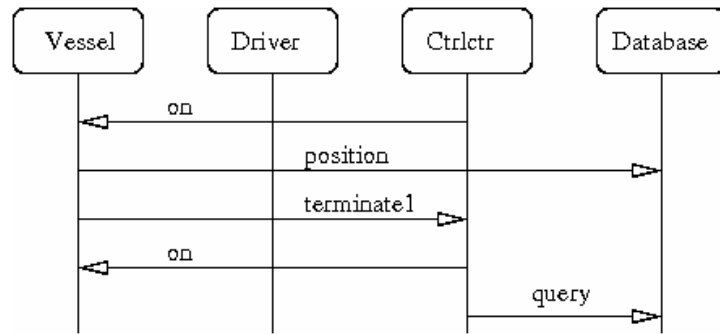 Vessel Driver Ctrlctr Database
on
position
terminate1
on
query